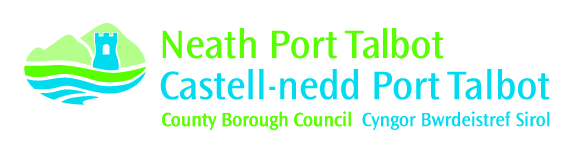 Neath Port Talbot
Castell-nedd Port Talbot
County Borough Council Cyngor Bwrdeistref Sirol